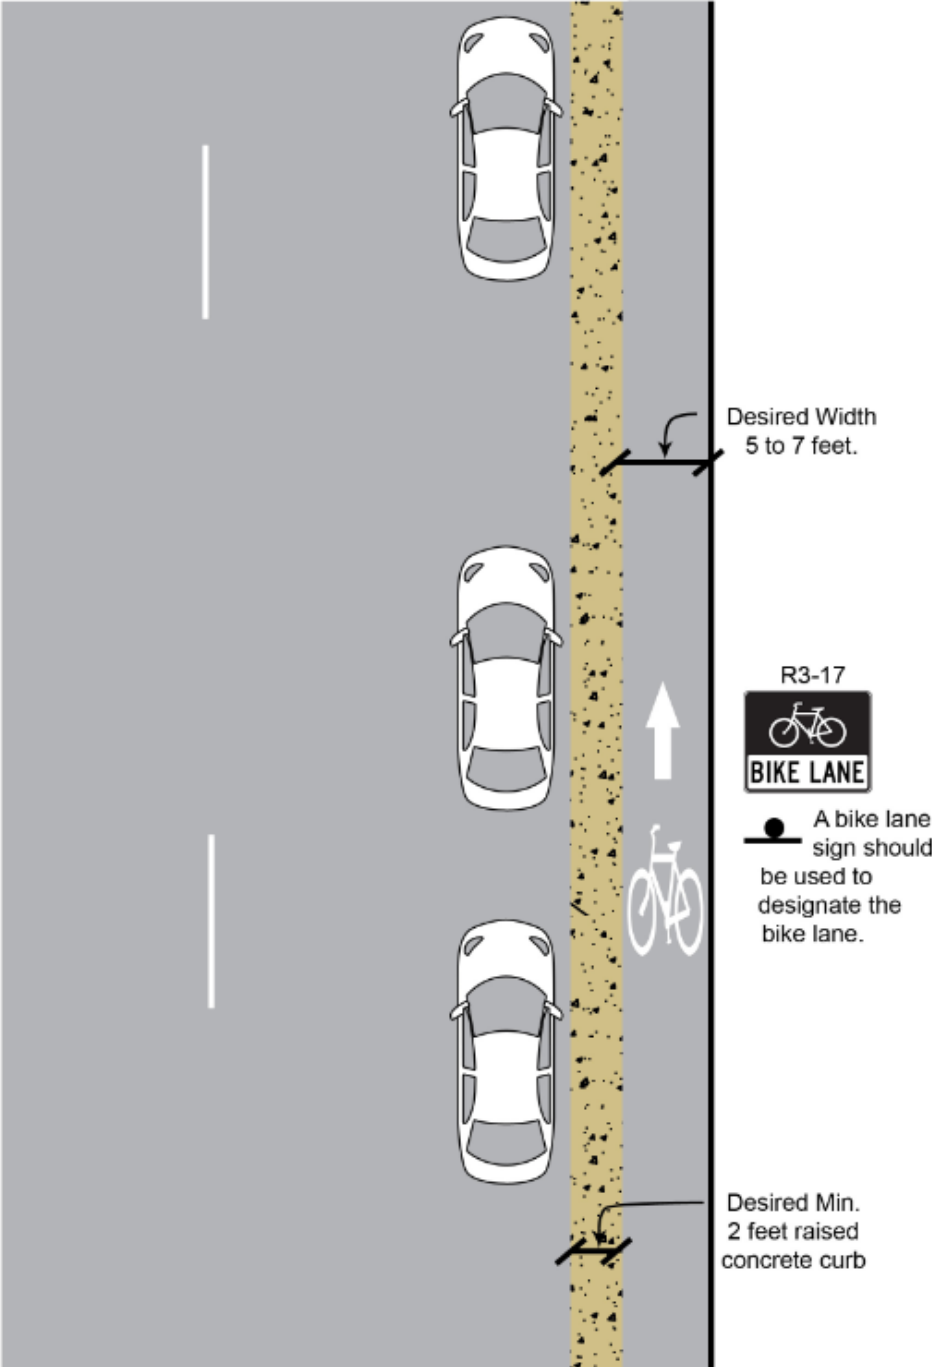 Desired Width
5 to 7 feet.
R3-17
BIKE LANE
A bike lane
sign should
be used to
designate the
bike lane.
Desired Min.
2 feet raised
concrete curb